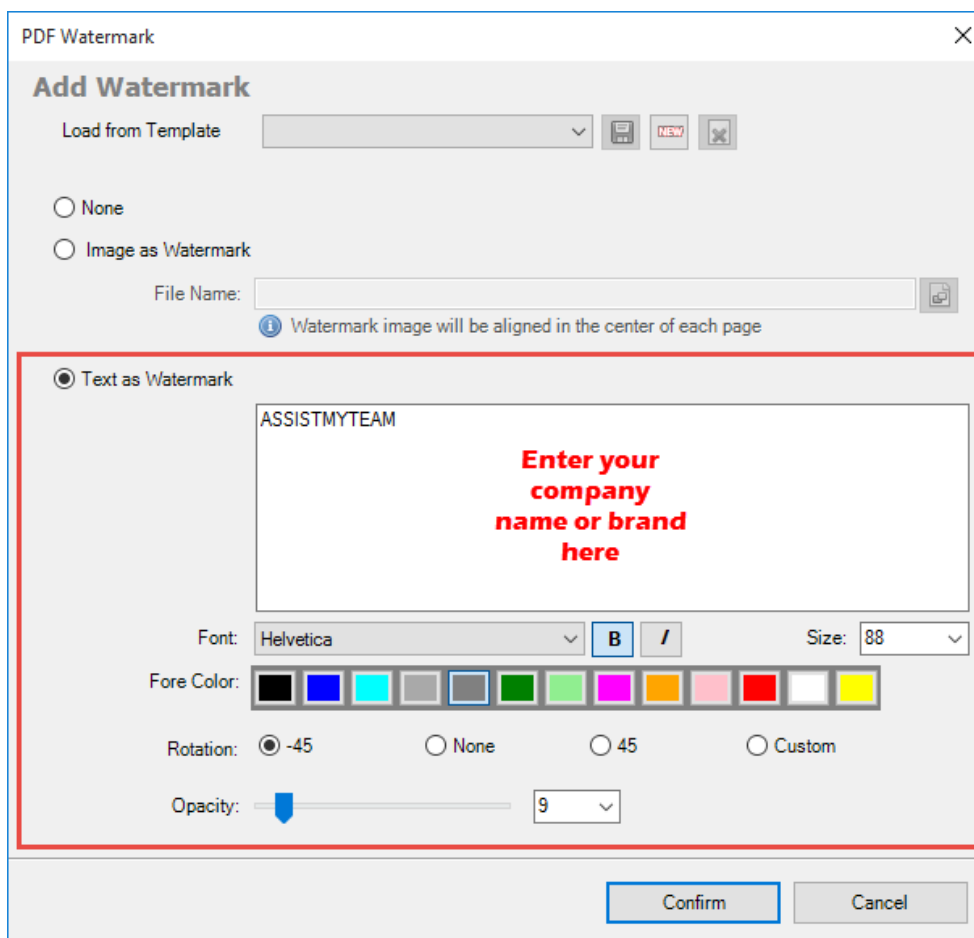 PDF Watermark
Add Watermark
Load from Template
NEW
None
Image as Watermark
File Name:
Watermark image will be aligned in the center of each page
Text as Watermark
ASSISTMYTEAM
Enter your
company
name or brand
here
Font: Helvetica B I Size: 88
Fore Color:
Rotation: -45 None 45 Custom
Opacity: 9
Confirm Cancel